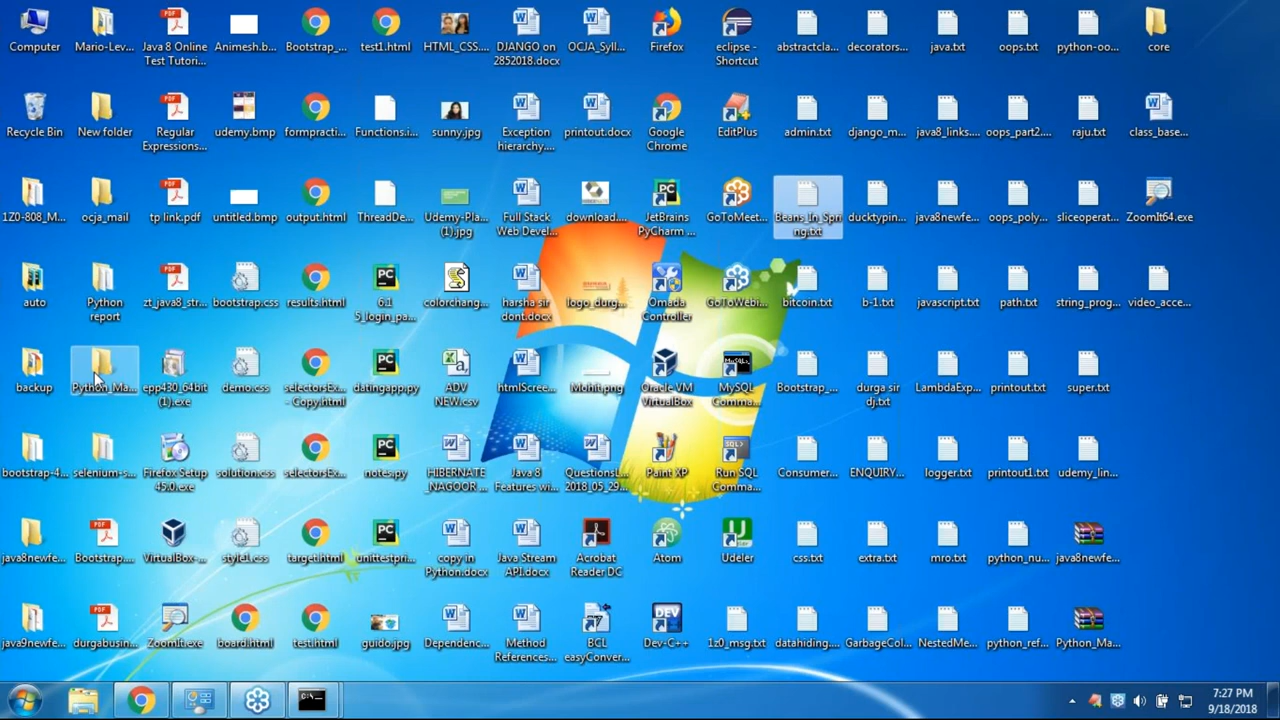 Computer
Mario-Lev...
Java 8 Online
Test Tutori...
Animesh.b...
Bootstrap_...
test1.html
HTML_CSS....
DJANGO on
2852018.docx
OCJA_Syll...
Firefox
eclipse -
Shortcut
abstractcla...
decorators...
java.txt
oops.txt
python-oo...
core
Recycle Bin
New folder
Regular
Expressions...
udemy.bmp
formpracti...
Functions.i...
sunny.jpg
Exception
hierarchy....
printout.docx
Google
Chrome
EditPlus
admin.txt
django_m...
java8_links....
oops_part2....
raju.txt
class_base...
1Z0-808_M...
ocja_mail
tp link.pdf
untitled.bmp
output.html
ThreadDe...
Udemy-Pla...
(1).jpg
Full Stack
Web Devel...
download....
JetBrains
PyCharm ...
GoToMeet...
Beans_In_Spri
ng.txt
ducktypin...
java8newfe...
oops_poly...
sliceoperat...
ZoomIt64.exe
auto
Python
report
zt_java8_str...
bootstrap.css
results.html
6.1
5_login_pa...
colorchang...
harsha sir
dont.docx
logo_durg...
Omada
Controller
GoToWebi...
bitcoin.txt
b-1.txt
javascript.txt
path.txt
string_prog...
video_acce...
backup
Python_Ma...
epp430_64bit
(1).exe
demo.css
selectorsEx...
- Copy.html
datingapp.py
ADV
NEW.csv
htmlScree...
Mohit.png
Oracle VM
VirtualBox
MySQL
Comma...
Bootstrap_...
durga sir
dj.txt
LambdaExp...
printout.txt
super.txt
bootstrap-4...
selenium-s...
Firefox Setup
45.0.exe
solution.css
selectorsEx...
notes.py
HIBERNATE
_NAGOOR ...
Java 8
Features wi...
QuestionsL...
2018_05_29...
Paint XP
Run SQL
Comma...
Consumer...
ENQUIRY...
logger.txt
printout1.txt
udemy_lin...
java8newfe...
Bootstrap....
VirtualBox-...
style1.css
target.html
unittestpri...
copy in
Python.docx
Java Stream
API.docx
Acrobat
Reader DC
Atom
Udeler
css.txt
extra.txt
mro.txt
python_nu...
java8newfe...
java9newfe...
durgabusin...
ZoomIt.exe
board.html
test.html
guido.jpg
Dependenc...
Method
References...
BCL
easyConver...
Dev-C++
1z0_msg.txt
datahiding...
GarbageCol...
NestedMe...
python_ref...
Python_Ma...
7:27 PM
9/18/2018